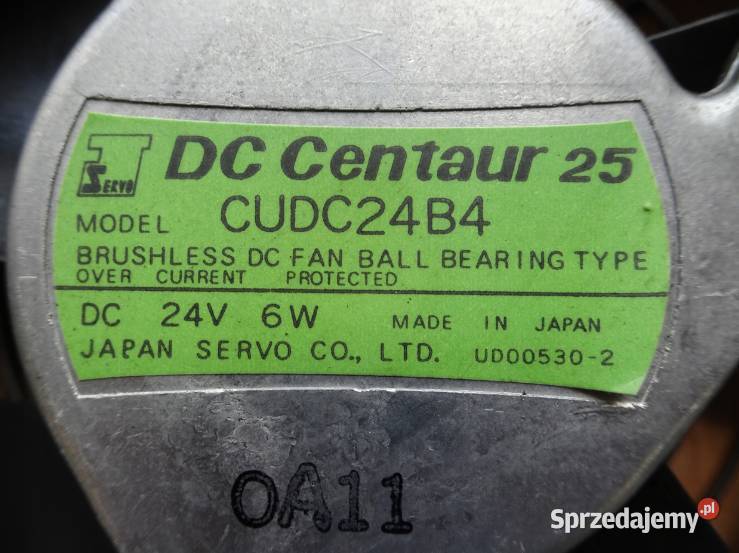 J SERVO DC Centaur 25
MODEL CUDC24B4
BRUSHLESS DC FAN BALL BEARING TYPE
OVER CURRENT PROTECTED
DC 24V 6W MADE IN JAPAN
JAPAN SERVO CO., LTD. UD00530-2
0A11
Sprzedajemy.pl